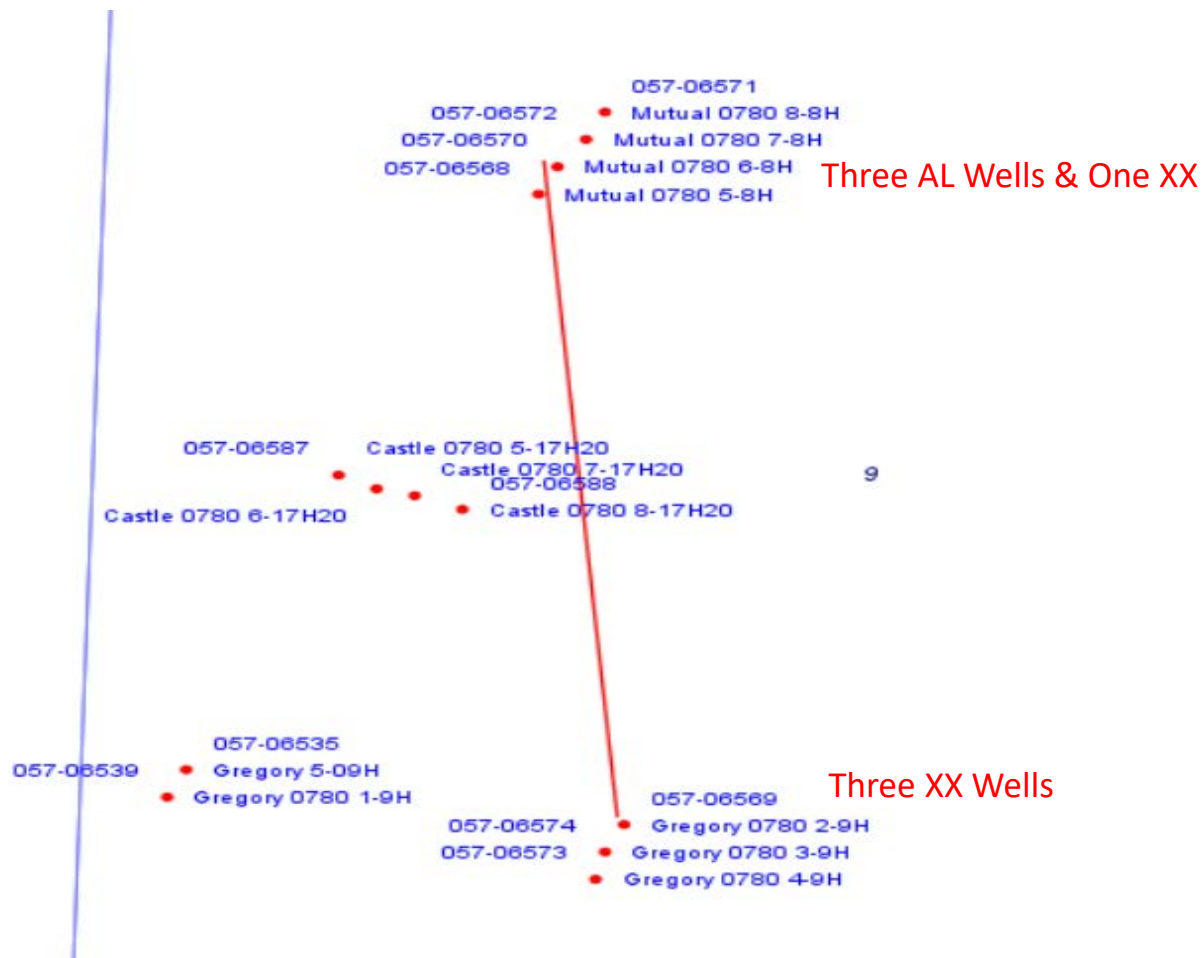 057-06571
057-06572 Mutual 0780 8-8H
057-06570 Mutual 0780 7-8H
057-06568 Mutual 0780 6-8H
Mutual 0780 5-8H
Three AL Wells & One XX
057-06587 Castle 0780 5-17H20
Castle 0780 7-17H20
057-06588
Castle 0780 6-17H20 Castle 0780 8-17H20
9
057-06535
057-06539 Gregory 5-09H
Gregory 0780 1-9H
Three XX Wells
057-06569
057-06574 Gregory 0780 2-9H
057-06573 Gregory 0780 3-9H
Gregory 0780 4-9H